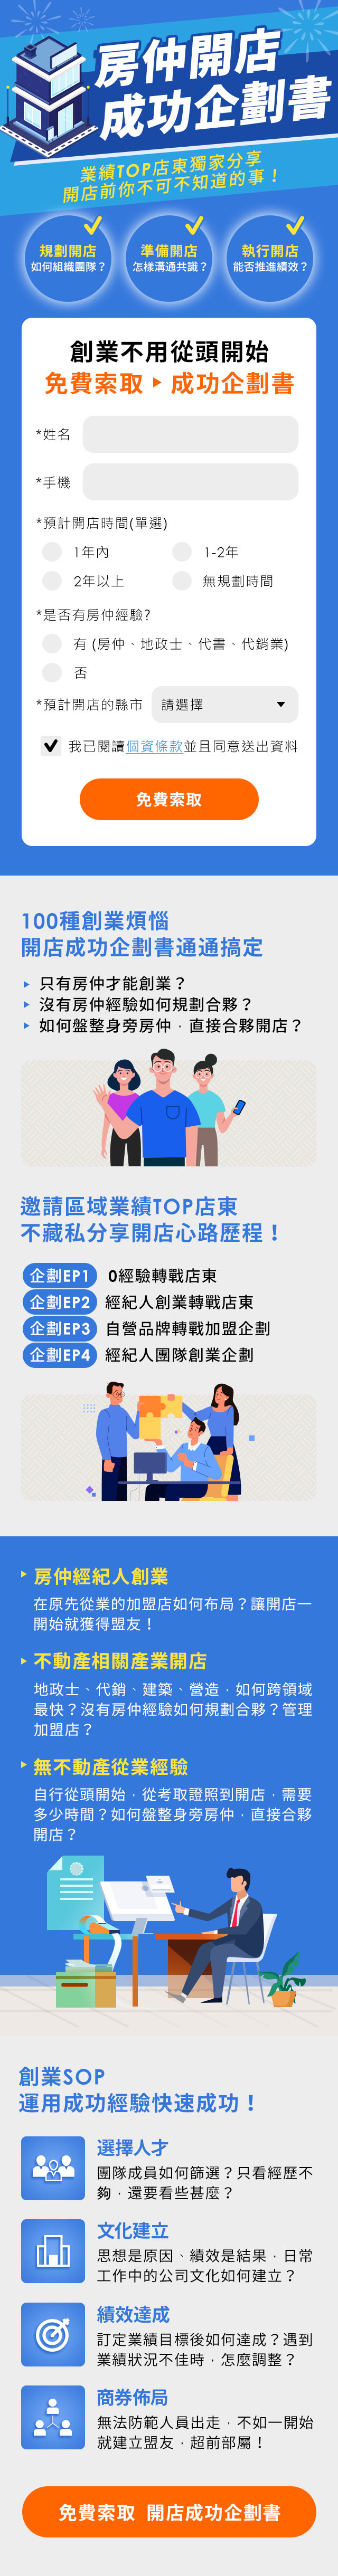 房仲開店
成功企劃書
業績TOP店東獨家分享
開店前你不可不知道的事！
規劃開店
如何組織團隊？
準備開店
怎樣溝通共識？
執行開店
能否推進績效？
創業不用從頭開始
免費索取 ▸ 成功企劃書
*姓名
*手機
*預計開店時間(單選)
1年內
1-2年
2年以上
無規劃時間
*是否有房仲經驗?
有 (房仲、地政士、代書、代銷業)
否
*預計開店的縣市
請選擇
我已閱讀個資條款並且同意送出資料
免費索取
100種創業煩惱
開店成功企劃書通通搞定
只有房仲才能創業？
沒有房仲經驗如何規劃合夥？
如何盤整身旁房仲，直接合夥開店？
邀請區域業績TOP店東
不藏私分享開店心路歷程！
企劃EP1 0經驗轉戰店東
企劃EP2 經紀人創業轉戰店東
企劃EP3 自營品牌轉戰加盟企劃
企劃EP4 經紀人團隊創業企劃
房仲經紀人創業
在原先從業的加盟店如何布局？讓開店一
開始就獲得盟友！
不動產相關產業開店
地政士、代銷、建築、營造，如何跨領域
最快？沒有房仲經驗如何規劃合夥？管理
加盟店？
無不動產從業經驗
自行從頭開始，從考取證照到開店，需要
多少時間？如何盤整身旁房仲，直接合夥
開店？
創業SOP
運用成功經驗快速成功！
選擇人才
團隊成員如何篩選？只看經歷不
夠，還要看些甚麼？
文化建立
思想是原因、績效是結果，日常
工作中的公司文化如何建立？
績效達成
訂定業績目標後如何達成？遇到
業績狀況不佳時，怎麼調整？
商券佈局
無法防範人員出走，不如一開始
就建立盟友，超前部屬！
免費索取 開店成功企劃書